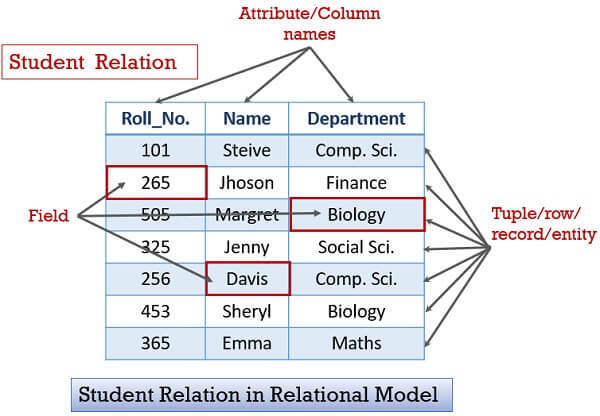 Attribute/Column
names
Student Relation
Roll_No. Name Department
101 Steive Comp. Sci.
265 Jhoson Finance
505 Margret Biology
325 Jenny Social Sci.
256 Davis Comp. Sci.
453 Sheryl Biology
365 Emma Maths
Field
Tuple/row/
record/entity
Student Relation in Relational Model